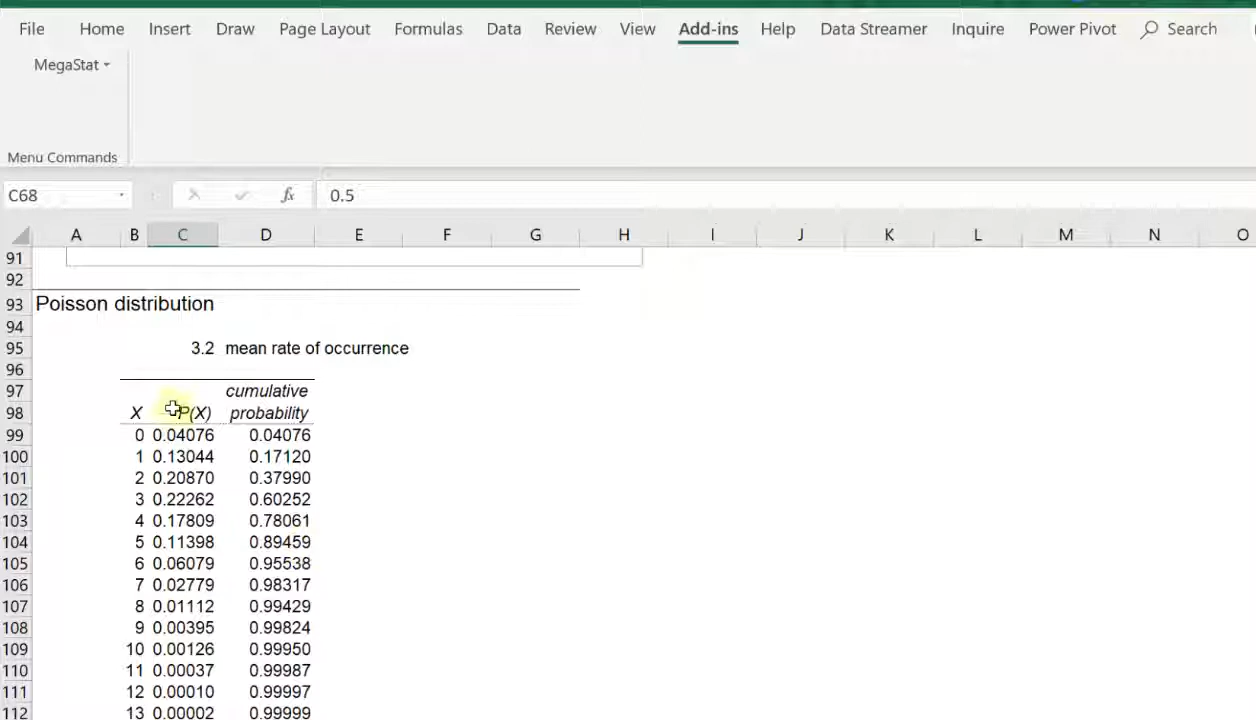 File Home Insert Draw Page Layout Formulas Data Review View Add-ins Help Data Streamer Inquire Power Pivot Search
MegaStat
Menu Commands
C68 fx 0.5
A B C D E F G H I J K L M N O
91
92
93 Poisson distribution
94
95 3.2 mean rate of occurrence
96
97 cumulative
98 X P(X) probability
99 0 0.04076 0.04076
100 1 0.13044 0.17120
101 2 0.20870 0.37990
102 3 0.22262 0.60252
103 4 0.17809 0.78061
104 5 0.11398 0.89459
105 6 0.06079 0.95538
106 7 0.02779 0.98317
107 8 0.01112 0.99429
108 9 0.00395 0.99824
109 10 0.00126 0.99950
110 11 0.00037 0.99987
111 12 0.00010 0.99997
112 13 0.00002 0.99999